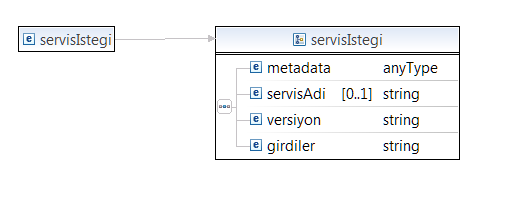 servisIstegi
servisIstegi
metadata anyType
servisAdi [0..1] string
versiyon string
girdiler string